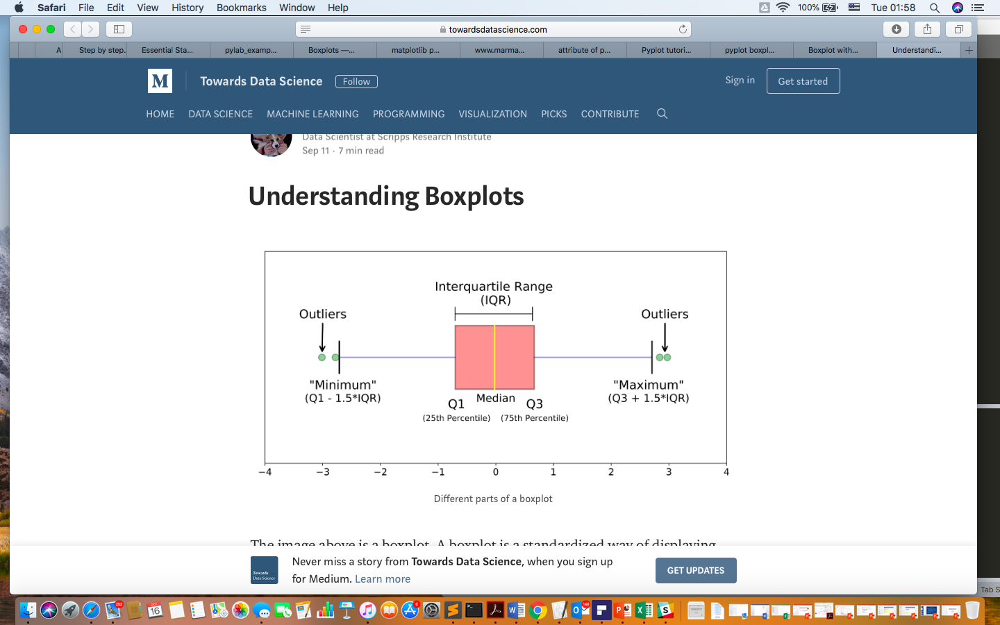 Safari File Edit View History Bookmarks Window Help 100% Tue 01:58
towardsdatascience.com
A Step by step. Essential Sta... pylab_examp... Boxplots —... matplotlib p... www.marma... attribute of p... Pyplot tutori... pyplot boxpl... Boxplot with... Understandi...
M Towards Data Science Follow Sign in Get started
HOME DATA SCIENCE MACHINE LEARNING PROGRAMMING VISUALIZATION PICKS CONTRIBUTE
Data Scientist at Scripps Research Institute
Sep 11 · 7 min read
Understanding Boxplots
Interquartile Range
(IQR)
Outliers Outliers
"Minimum" "Maximum"
(Q1 - 1.5*IQR) Median (Q3 + 1.5*IQR)
Q1 Q3
(25th Percentile) (75th Percentile)
−4 −3 −2 −1 0 1 2 3 4
Different parts of a boxplot
The image above is a boxplot. A boxplot is a standardized way of displaying
Never miss a story from Towards Data Science, when you sign up
for Medium. Learn more
GET UPDATES
Towards
Data Science
Tab S
OCT
16